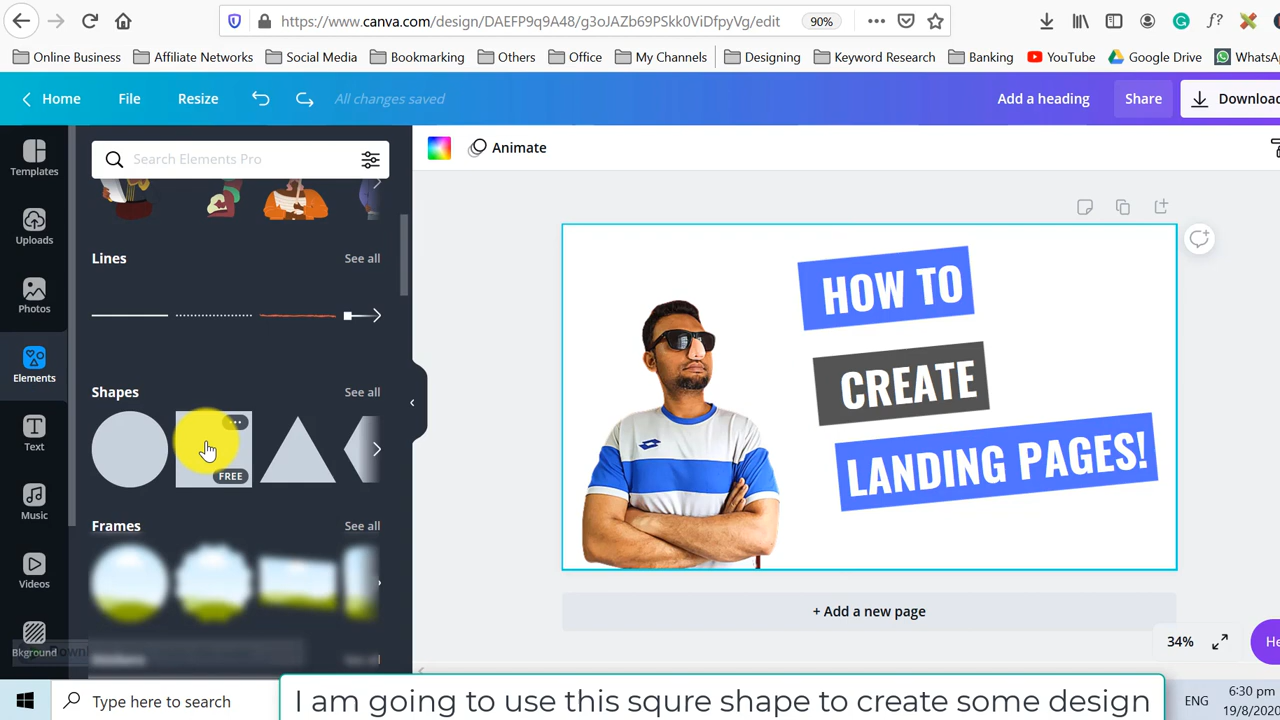 https://www.canva.com/design/DAEFP9q9A48/g3oJAZb69PSkk0ViDfpyVg/edit
90%
Online Business
Affiliate Networks
Social Media
Bookmarking
Others
Office
My Channels
Designing
Keyword Research
Banking
YouTube
Google Drive
WhatsA
Home
File
Resize
All changes saved
Add a heading
Share
Downloa
Templates
Search Elements Pro
Animate
Uploads
Photos
Elements
Text
Music
Videos
Bkground
Lines
See all
Shapes
See all
FREE
Frames
See all
HOW TO
CREATE
LANDING PAGES!
+ Add a new page
34%
He
Type here to search
I am going to use this squre shape to create some design
ENG
6:30 pm
19/8/2020